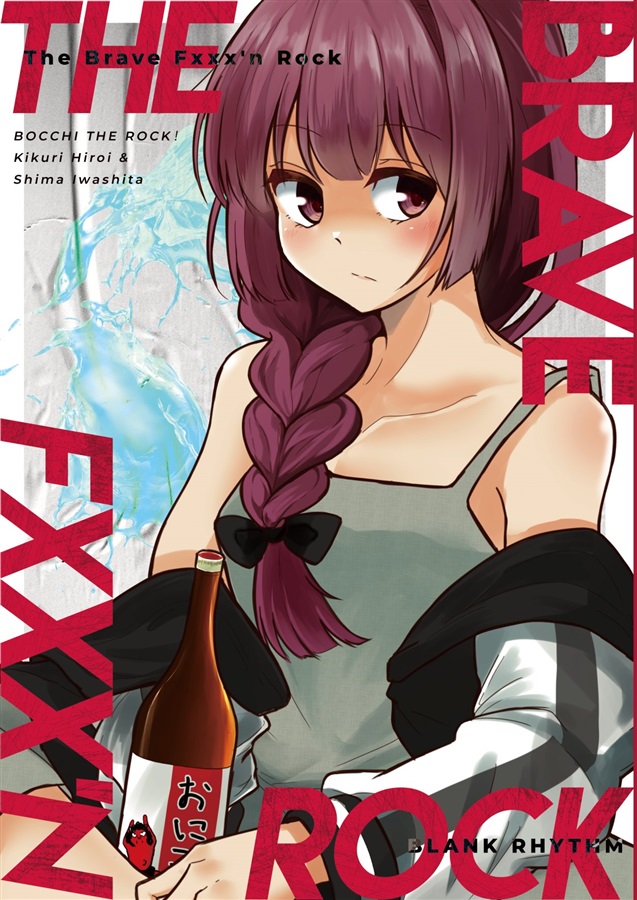 THE
BRAVE
The Brave Fxxx'n Rock
BOCCHI THE ROCK!
Kikuri Hiroi &
Shima Iwashita
FXXX'N
おに
ROCK
BLANK RHYTHM